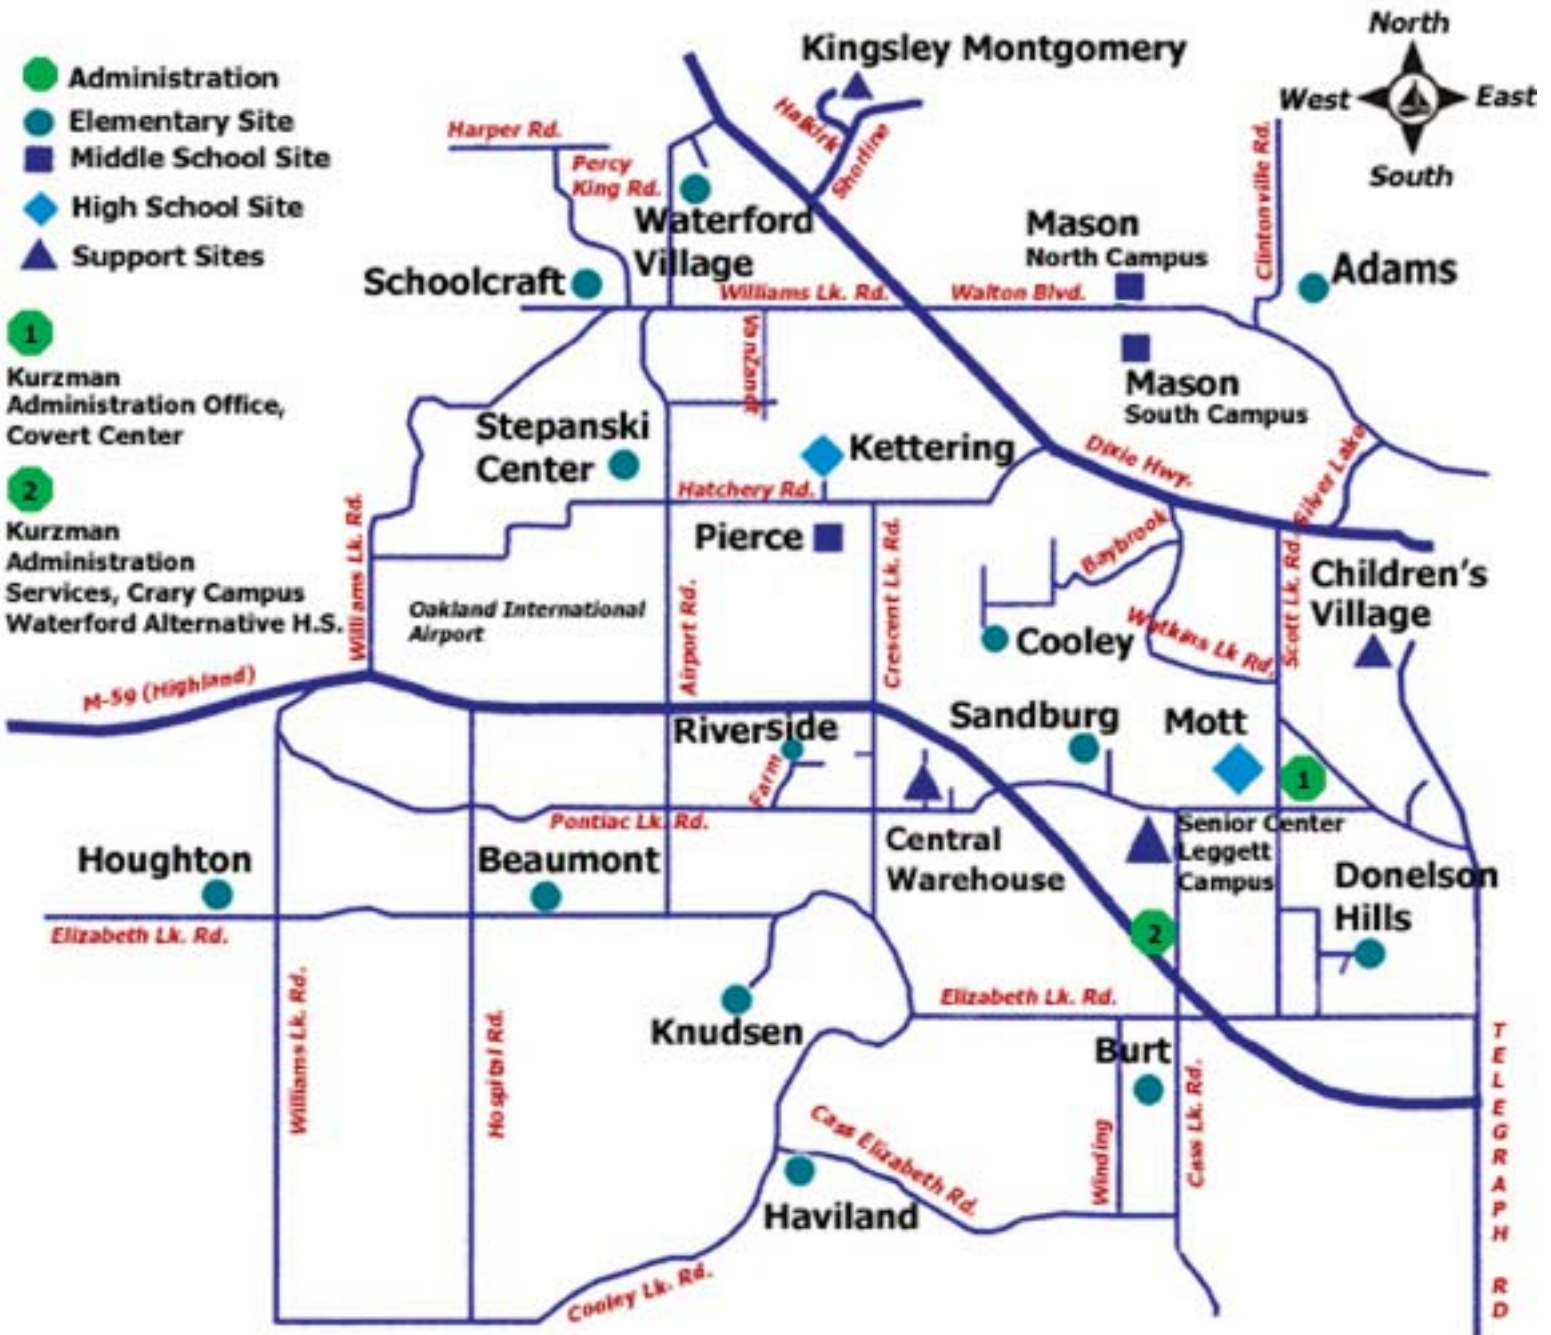 North
West
East
South
Administration
Elementary Site
Middle School Site
High School Site
Support Sites
1
Kurzman
Administration Office,
Covert Center
2
Kurzman
Administration
Services, Crary Campus
Waterford Alternative H.S.
Kingsley Montgomery
Halkirk
Shorline
Harper Rd.
Percy
King Rd.
Waterford
Village
Schoolcraft
Williams Lk. Rd.
Walton Blvd.
Mason
North Campus
Clintonville Rd.
Adams
Mason
South Campus
VanZandt
Stepanski
Center
Kettering
Dixie Hwy.
Silver Lake
Hatchery Rd.
Pierce
Williams Lk. Rd.
Oakland International
Airport
Airport Rd.
Crescent Lk. Rd.
Baybrook
Cooley
Watkins Lk Rd.
Scott Lk. Rd.
Children's
Village
M-59 (Highland)
Riverside
Farm
Sandburg
Mott
1
Pontiac Lk. Rd.
Central
Warehouse
Senior Center
Leggett
Campus
Houghton
Beaumont
Donelson
Hills
2
Elizabeth Lk. Rd.
Elizabeth Lk. Rd.
Knudsen
Burt
Williams Lk. Rd.
Hospital Rd.
Cass Elizabeth Rd.
Winding
Cass Lk. Rd.
Haviland
Cooley Lk. Rd.
TELEGRAPH RD